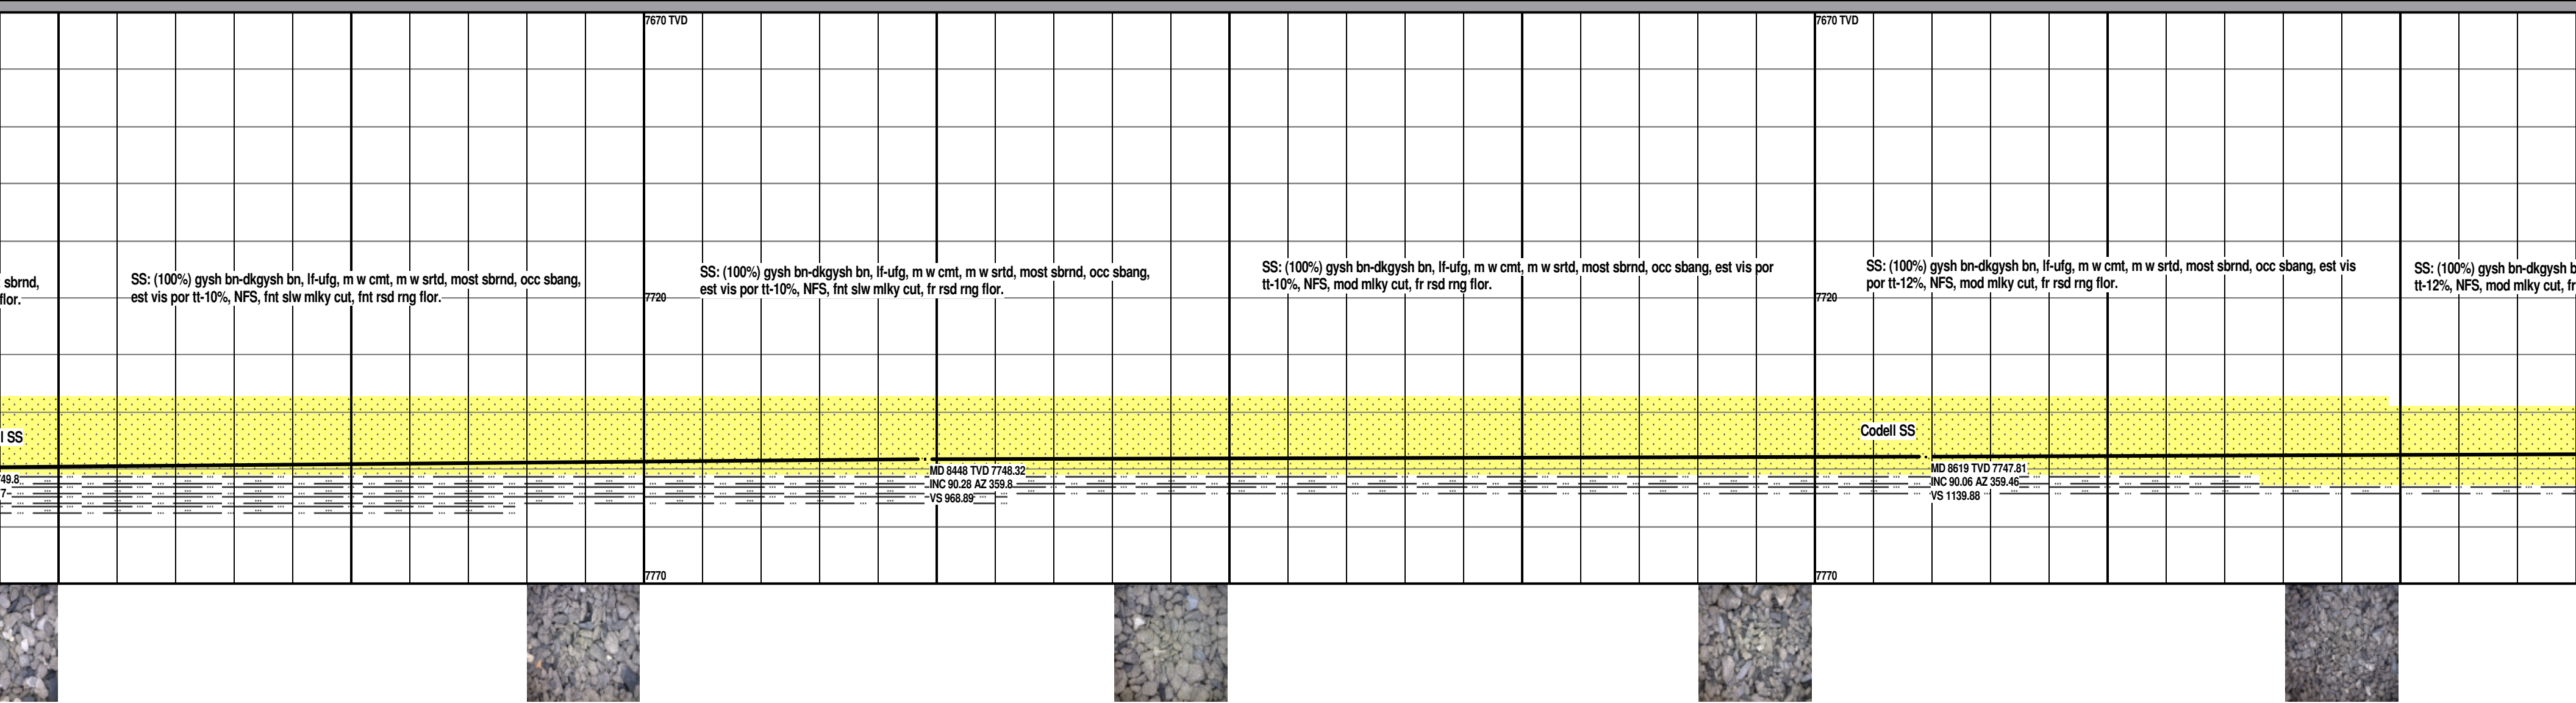 7670 TVD
7670 TVD
sbrnd,
flor.
SS: (100%) gysh bn-dkgysh bn, lf-ufg, m w cmt, m w srtd, most sbrnd, occ sbang,
est vis por tt-10%, NFS, fnt slw mlky cut, fnt rsd rng flor.
SS: (100%) gysh bn-dkgysh bn, lf-ufg, m w cmt, m w srtd, most sbrnd, occ sbang,
est vis por tt-10%, NFS, fnt slw mlky cut, fr rsd rng flor.
SS: (100%) gysh bn-dkgysh bn, lf-ufg, m w cmt, m w srtd, most sbrnd, occ sbang, est vis por
tt-10%, NFS, mod mlky cut, fr rsd rng flor.
SS: (100%) gysh bn-dkgysh bn, lf-ufg, m w cmt, m w srtd, most sbrnd, occ sbang, est vis
por tt-12%, NFS, mod mlky cut, fr rsd rng flor.
SS: (100%) gysh b
tt-12%, NFS, mod mlky cut, fr
7720
7720
l SS
Codell SS
49.8
7
MD 8448 TVD 7748.32
INC 90.28 AZ 359.8
VS 968.89
MD 8619 TVD 7747.81
INC 90.06 AZ 359.46
VS 1139.88
7770
7770